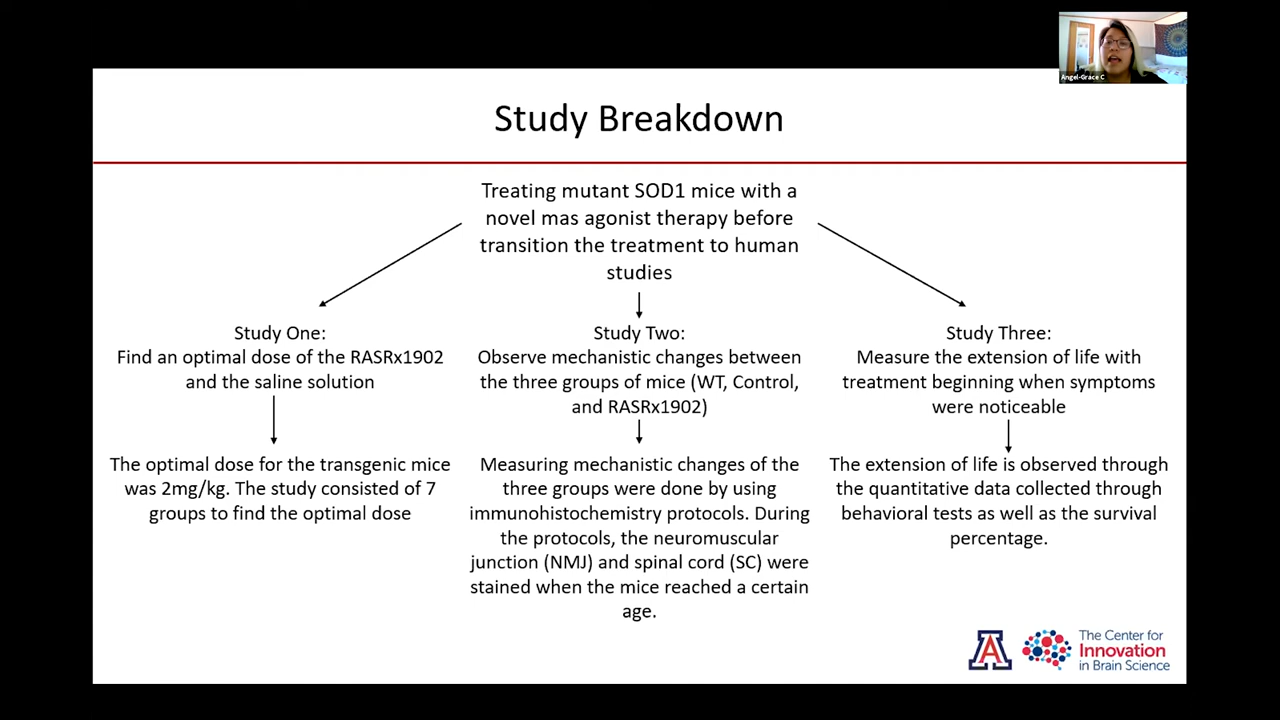 Angel-Grace C
Study Breakdown
Treating mutant SOD1 mice with a
novel mas agonist therapy before
transition the treatment to human
studies
Study One:
Find an optimal dose of the RASRx1902
and the saline solution
The optimal dose for the transgenic mice
was 2mg/kg. The study consisted of 7
groups to find the optimal dose
Study Two:
Observe mechanistic changes between
the three groups of mice (WT, Control,
and RASRx1902)
Measuring mechanistic changes of the
three groups were done by using
immunohistochemistry protocols. During
the protocols, the neuromuscular
junction (NMJ) and spinal cord (SC) were
stained when the mice reached a certain
age.
Study Three:
Measure the extension of life with
treatment beginning when symptoms
were noticeable
The extension of life is observed through
the quantitative data collected through
behavioral tests as well as the survival
percentage.
A
The Center for
Innovation
in Brain Science